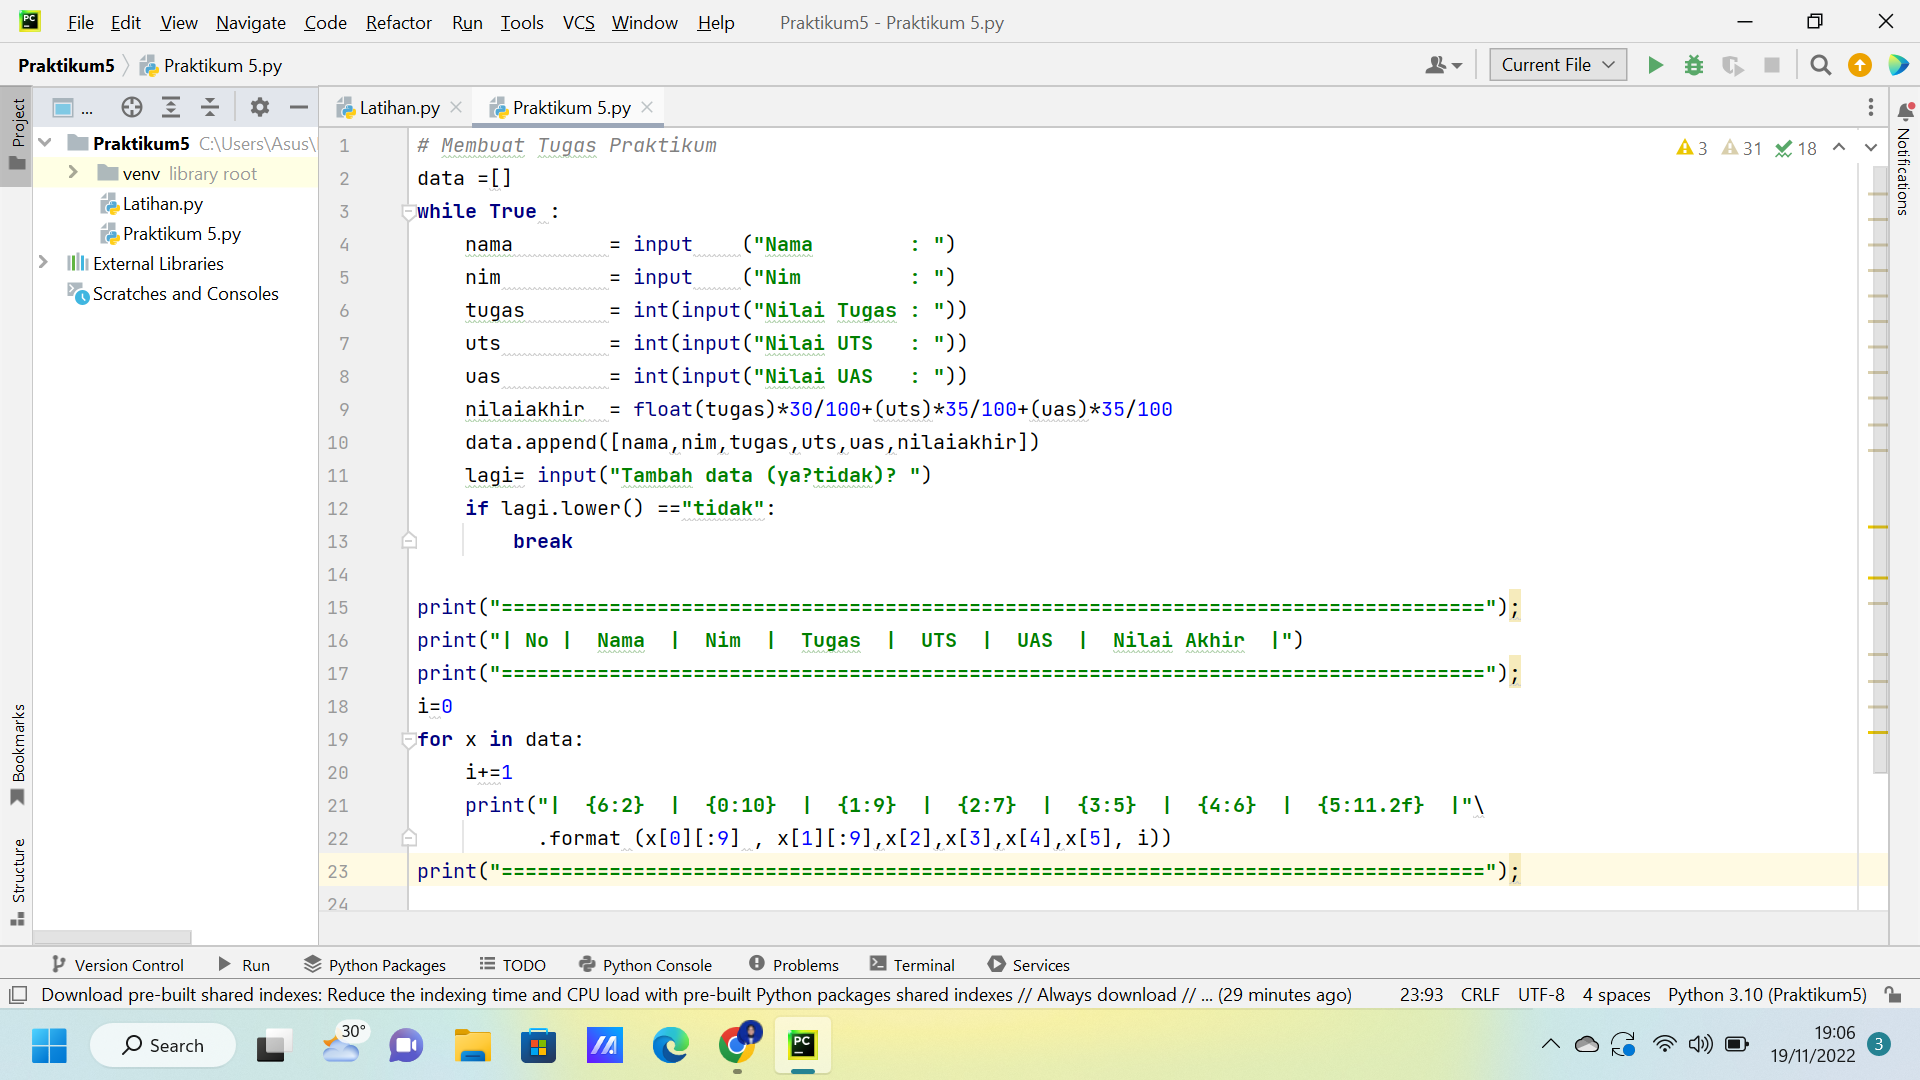 PC File Edit View Navigate Code Refactor Run Tools VCS Window Help Praktikum5 - Praktikum 5.py
Praktikum5 Praktikum 5.py Current File
Project ... Latihan.py Praktikum 5.py
Praktikum5 C:\Users\Asus\
venv library root
Latihan.py
Praktikum 5.py
External Libraries
Scratches and Consoles
3 31 18
Notifications
1 # Membuat Tugas Praktikum
2 data =[]
3 while True :
4     nama        = input    ("Nama        : ")
5     nim         = input    ("Nim         : ")
6     tugas       = int(input("Nilai Tugas : "))
7     uts         = int(input("Nilai UTS   : "))
8     uas         = int(input("Nilai UAS   : "))
9     nilaiakhir  = float(tugas)*30/100+(uts)*35/100+(uas)*35/100
10     data.append([nama,nim,tugas,uts,uas,nilaiakhir])
11     lagi= input("Tambah data (ya?tidak)? ")
12     if lagi.lower() =="tidak":
13         break
14
15 print("==================================================================================");
16 print("| No |  Nama  |  Nim  |  Tugas  |  UTS  |  UAS  |  Nilai Akhir  |")
17 print("==================================================================================");
18 i=0
19 for x in data:
20     i+=1
21     print("|  {6:2}  |  {0:10}  |  {1:9}  |  {2:7}  |  {3:5}  |  {4:6}  |  {5:11.2f}  |"\
22           .format (x[0][:9] , x[1][:9],x[2],x[3],x[4],x[5], i))
23 print("==================================================================================");
24
Bookmarks
Structure
Version Control Run Python Packages TODO Python Console Problems Terminal Services
Download pre-built shared indexes: Reduce the indexing time and CPU load with pre-built Python packages shared indexes // Always download // ... (29 minutes ago) 23:93 CRLF UTF-8 4 spaces Python 3.10 (Praktikum5)
Search 30° PC 19:06
19/11/2022 3